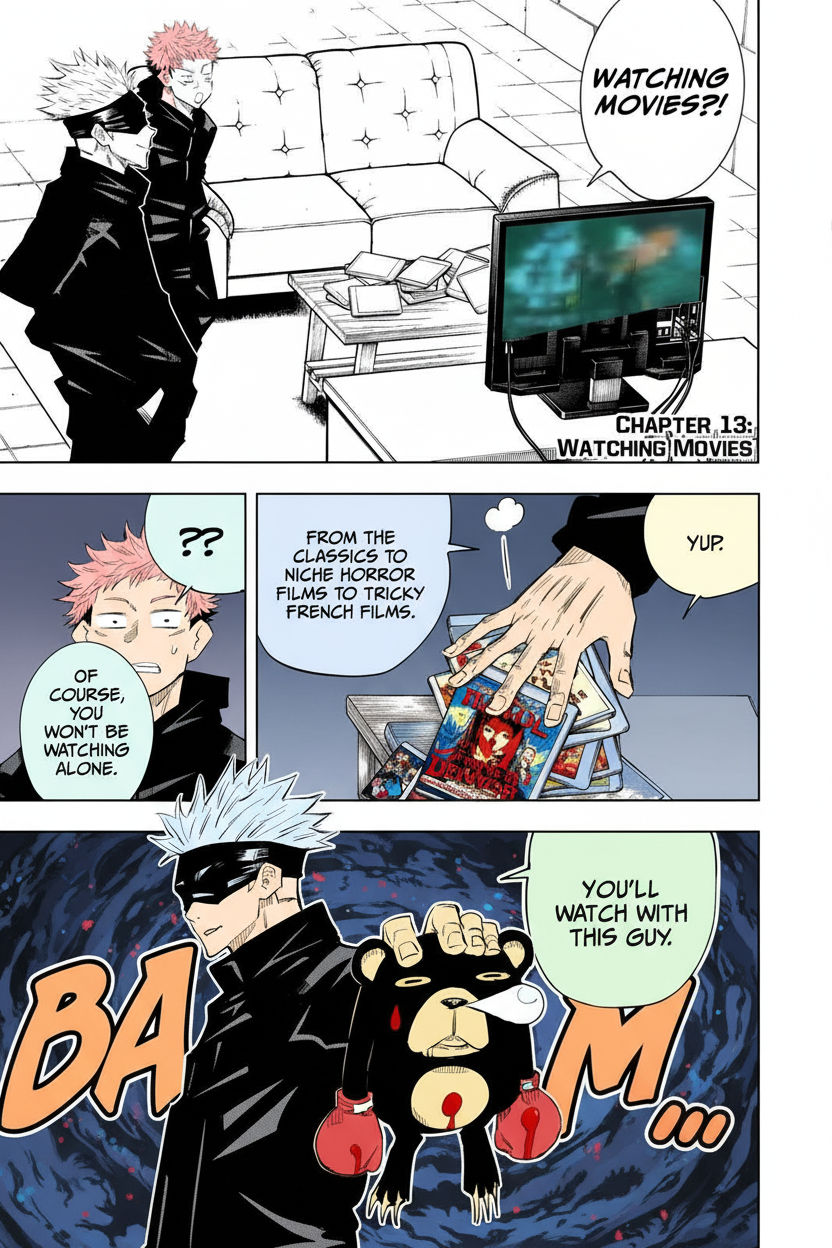 WATCHING
MOVIES?!
CHAPTER 13:
WATCHING MOVIES
YUP.
FROM THE
CLASSICS TO
NICHE HORROR
FILMS TO TRICKY
FRENCH FILMS.
??
OF
COURSE,
YOU
WON'T BE
WATCHING
ALONE.
YOU'LL
WATCH WITH
THIS GUY.
BAM...